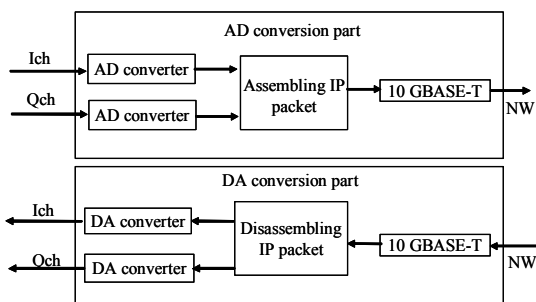 AD conversion part
Ich
AD converter
Qch
AD converter
Assembling IP
packet
10 GBASE-T
NW
DA conversion part
Ich
DA converter
Qch
DA converter
Disassembling
IP packet
10 GBASE-T
NW